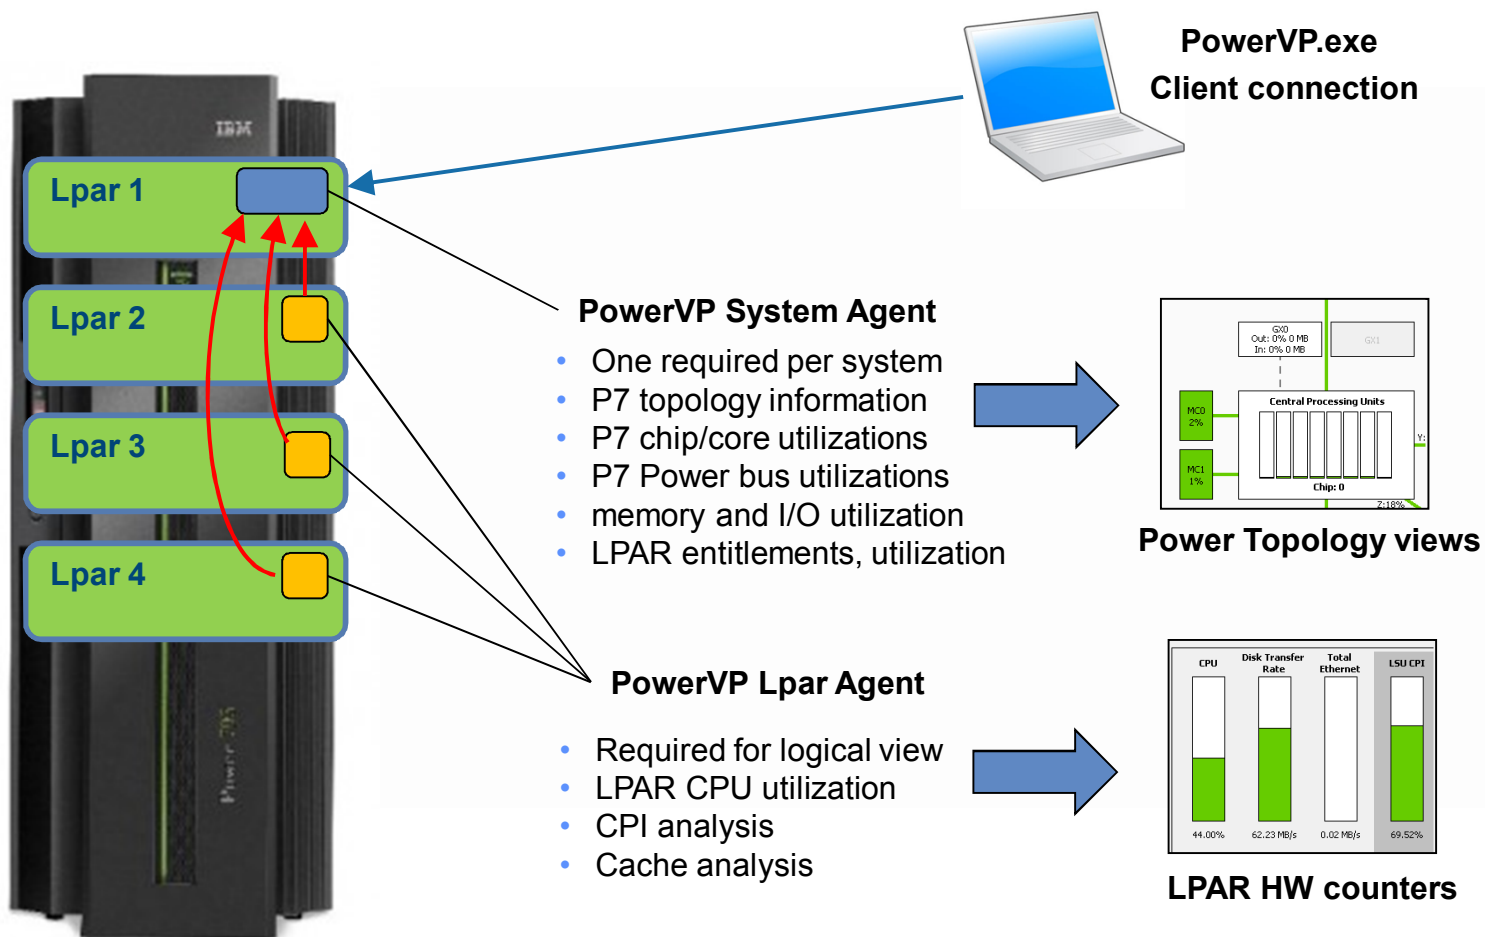 PowerVP.exe
Client connection
IBM
Lpar 1
Lpar 2
Lpar 3
Lpar 4
Power 795
PowerVP System Agent
• One required per system
• P7 topology information
• P7 chip/core utilizations
• P7 Power bus utilizations
• memory and I/O utilization
• LPAR entitlements, utilization
GX0
Out: 0% 0 MB
In: 0% 0 MB
GX1
MC0
2%
MC1
1%
Central Processing Units
Chip: 0
Y:
Z:18%
Power Topology views
PowerVP Lpar Agent
• Required for logical view
• LPAR CPU utilization
• CPI analysis
• Cache analysis
CPU
Disk Transfer
Rate
Total
Ethernet
LSU CPI
44.00%
62.23 MB/s
0.02 MB/s
69.52%
LPAR HW counters